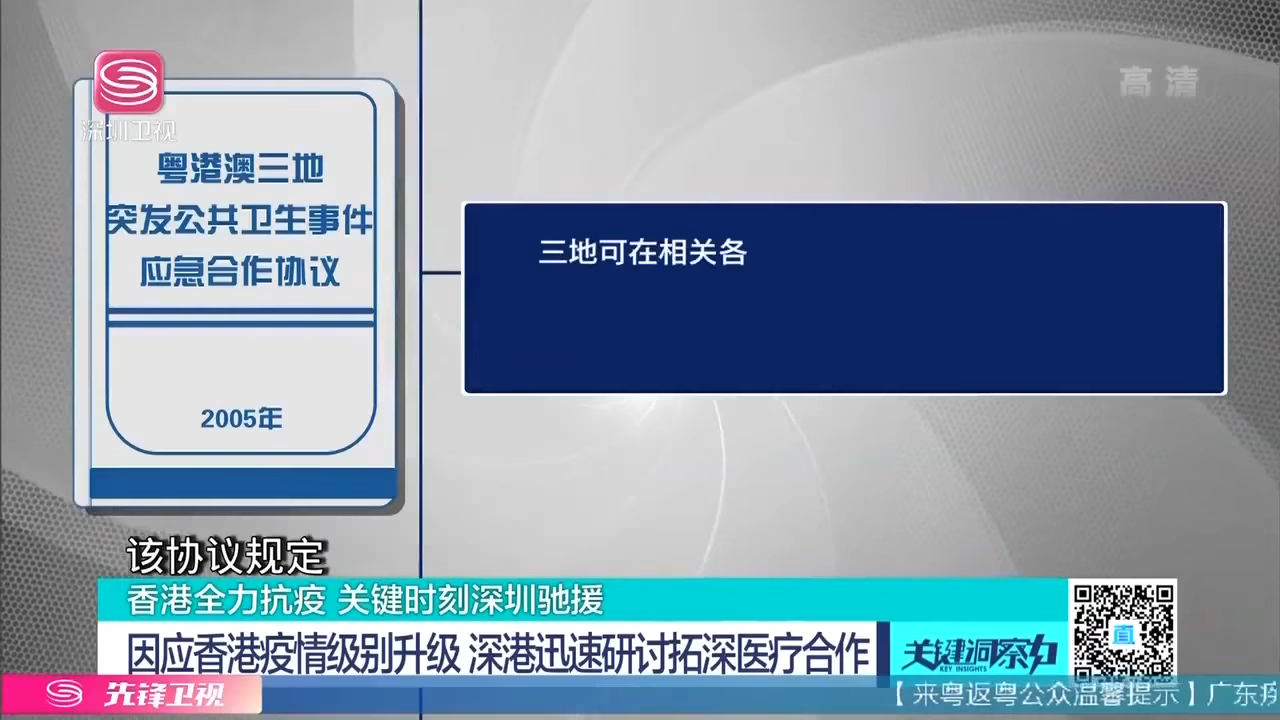 高清
深圳卫视
粤港澳三地
突发公共卫生事件
应急合作协议
2005年
三地可在相关各
该协议规定
香港全力抗疫 关键时刻深圳驰援
因应香港疫情级别升级 深港迅速研讨拓深医疗合作
关键洞察力
KEY INSIGHTS
直
先锋卫视
【来粤返粤公众温馨提示】广东疫